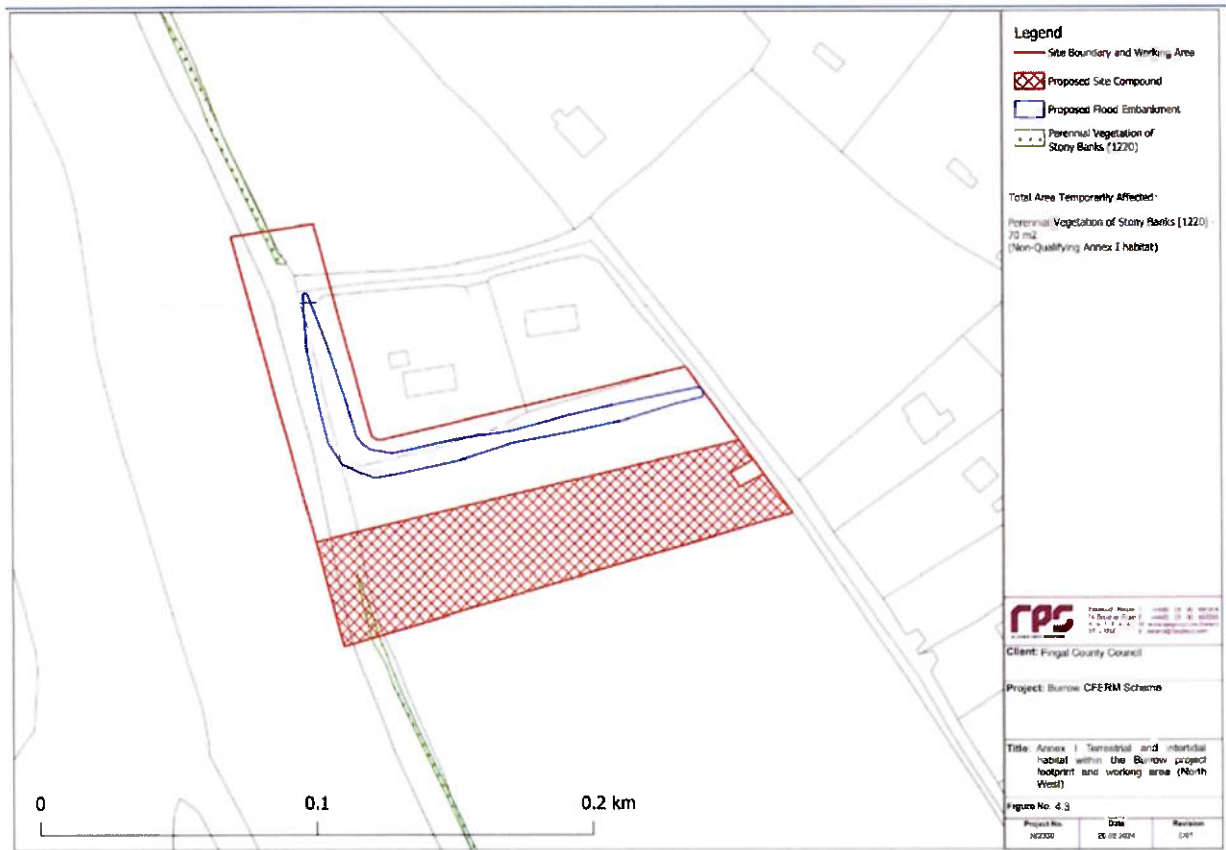 Legend
Site Boundary and Working Area
Proposed Site Compound
Proposed Flood Embankment
Perennial Vegetation of
Stony Banks [1220]
Total Area Temporarily Affected:
Perennial Vegetation of Stony Banks [1220] -
70 m2
(Non-Qualifying Annex I habitat)
rps
Client: Fingal County Council
Project: Burrow CFERM Scheme
Title: Annex I Terrestrial and intertidal
habitat within the Burrow project
footprint and working area (North
West)
Figure No. 4.3
Project No. Date Revision
0 0.1 0.2 km